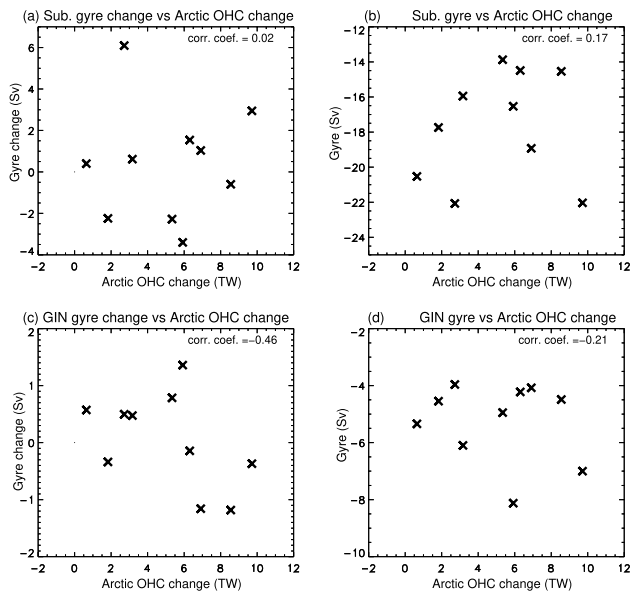 (a) Sub. gyre change vs Arctic OHC change
corr. coef. = 0.02
Gyre change (Sv)
6
4
2
0
−2
−4
−2 0 2 4 6 8 10 12
Arctic OHC change (TW)
(b) Sub. gyre vs Arctic OHC change
corr. coef. = 0.17
Gyre (Sv)
−12
−14
−16
−18
−20
−22
−24
−2 0 2 4 6 8 10 12
Arctic OHC change (TW)
(c) GIN gyre change vs Arctic OHC change
corr. coef. =−0.46
Gyre change (Sv)
2
1
0
−1
−2
−2 0 2 4 6 8 10 12
Arctic OHC change (TW)
(d) GIN gyre vs Arctic OHC change
corr. coef. =−0.21
Gyre (Sv)
−2
−4
−6
−8
−10
−2 0 2 4 6 8 10 12
Arctic OHC change (TW)